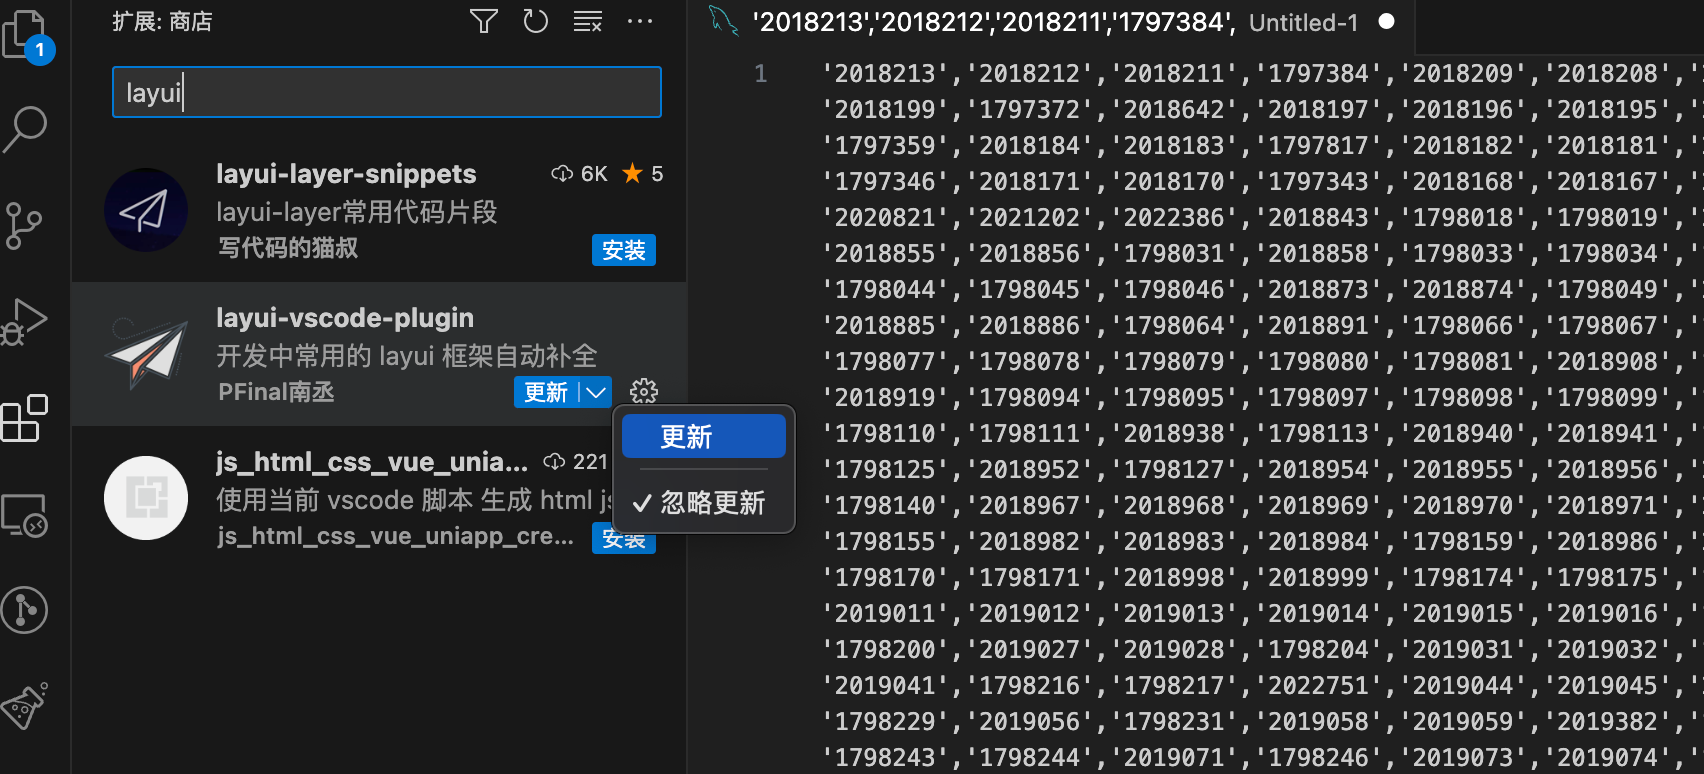 扩展: 商店
1
layui
layui-layer-snippets 6K 5
layui-layer常用代码片段
写代码的猫叔 安装
layui-vscode-plugin
开发中常用的 layui 框架自动补全
PFinal南丞 更新
更新
忽略更新
js_html_css_vue_unia... 221
使用当前 vscode 脚本 生成 html js
js_html_css_vue_uniapp_cre... 安装
'2018213','2018212','2018211','1797384', Untitled-1
1 '2018213','2018212','2018211','1797384','2018209','2018208',
'2018199','1797372','2018642','2018197','2018196','2018195',
'1797359','2018184','2018183','1797817','2018182','2018181',
'1797346','2018171','2018170','1797343','2018168','2018167',
'2020821','2021202','2022386','2018843','1798018','1798019',
'2018855','2018856','1798031','2018858','1798033','1798034',
'1798044','1798045','1798046','2018873','2018874','1798049',
'2018885','2018886','1798064','2018891','1798066','1798067',
'1798077','1798078','1798079','1798080','1798081','2018908',
'2018919','1798094','1798095','1798097','1798098','1798099',
'1798110','1798111','2018938','1798113','2018940','2018941',
'1798125','2018952','1798127','2018954','2018955','2018956',
'1798140','2018967','2018968','2018969','2018970','2018971',
'1798155','2018982','2018983','2018984','1798159','2018986',
'1798170','1798171','2018998','2018999','1798174','1798175',
'2019011','2019012','2019013','2019014','2019015','2019016',
'1798200','2019027','2019028','1798204','2019031','2019032',
'2019041','1798216','1798217','2022751','2019044','2019045',
'1798229','2019056','1798231','2019058','2019059','2019382',
'1798243','1798244','2019071','1798246','2019073','2019074',